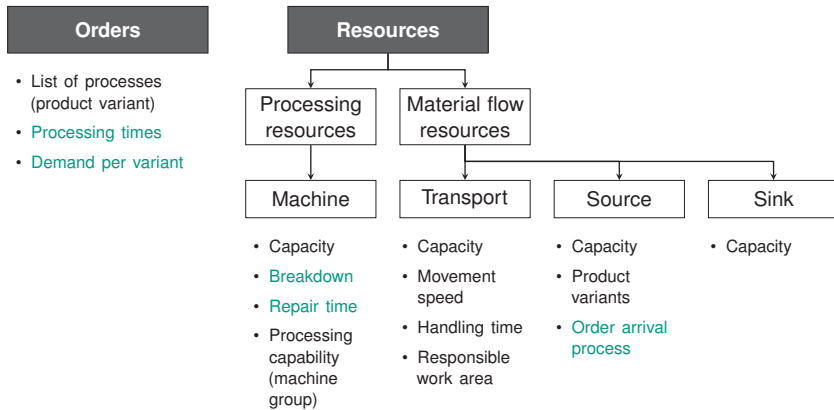 Orders
• List of processes
(product variant)
• Processing times
• Demand per variant
Resources
Processing
resources
Material flow
resources
Machine
• Capacity
• Breakdown
• Repair time
• Processing
capability
(machine
group)
Transport
• Capacity
• Movement
speed
• Handling time
• Responsible
work area
Source
• Capacity
• Product
variants
• Order arrival
process
Sink
• Capacity